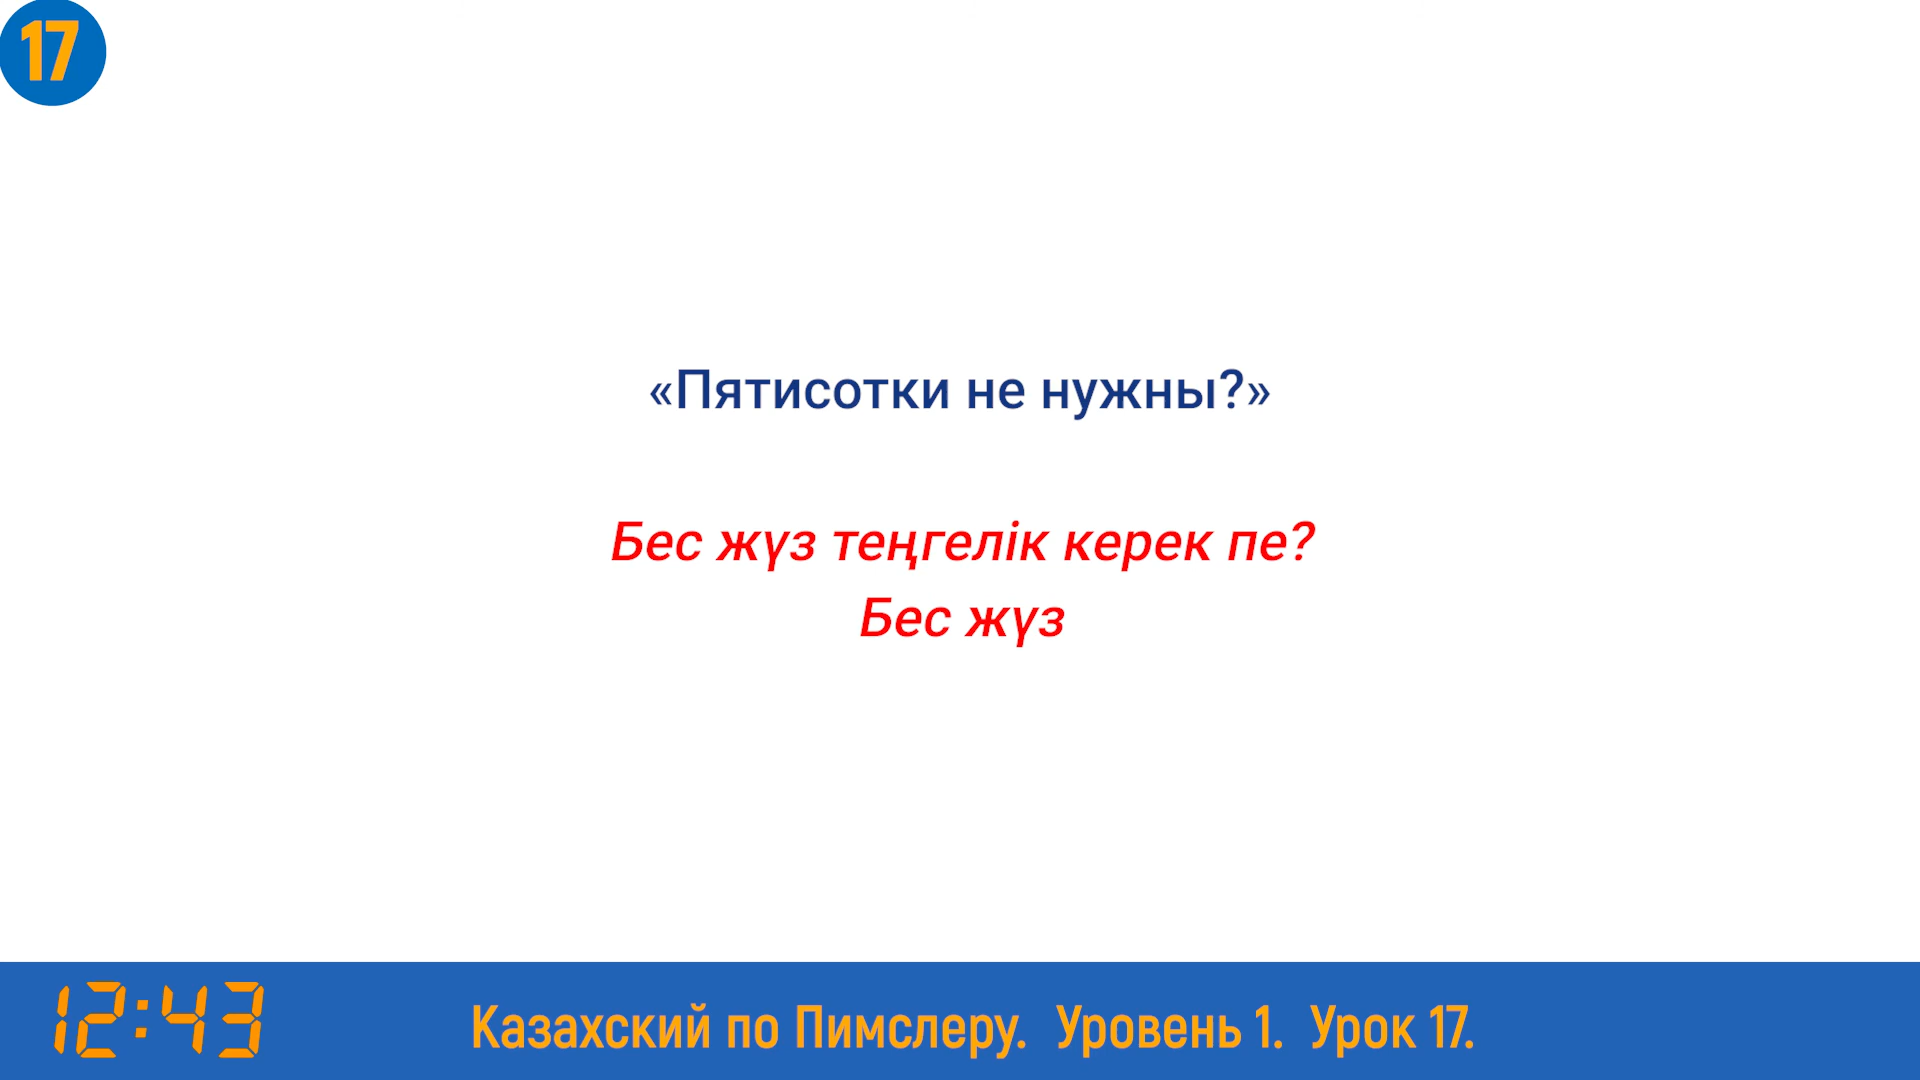 17
«Пятисотки не нужны?»
Бес жүз теңгелік керек пе?
Бес жүз
12:43
Казахский по Пимслеру. Уровень 1. Урок 17.